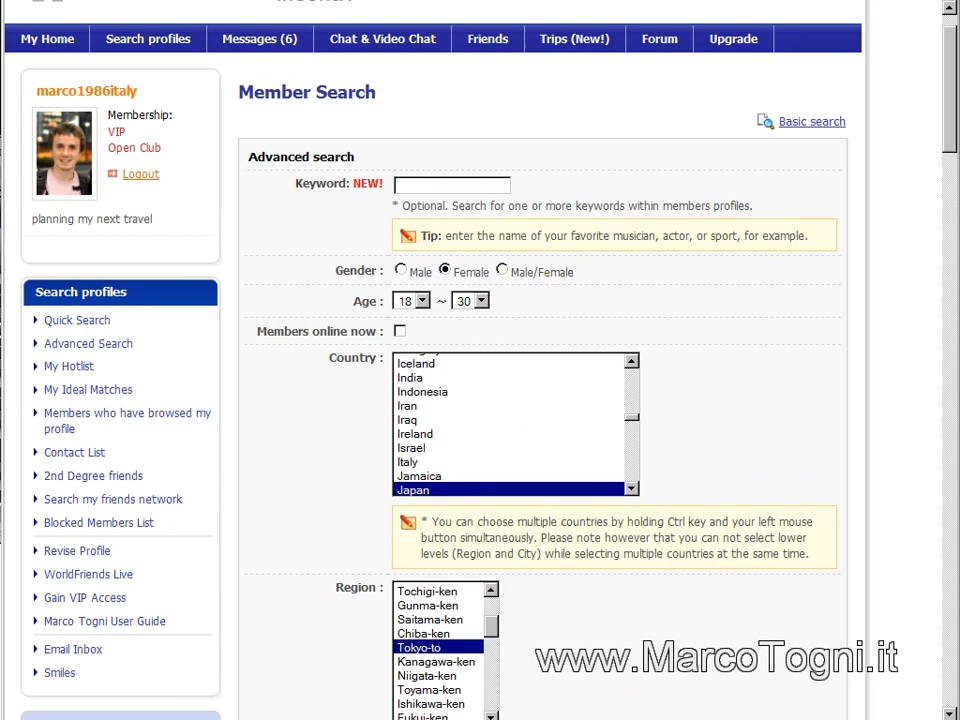 My Home Search profiles Messages (6) Chat & Video Chat Friends Trips (New!) Forum Upgrade
marco1986italy
Membership:
VIP
Open Club
Logout
planning my next travel
Search profiles
Quick Search
Advanced Search
My Hotlist
My Ideal Matches
Members who have browsed my
profile
Contact List
2nd Degree friends
Search my friends network
Blocked Members List
Revise Profile
WorldFriends Live
Gain VIP Access
Marco Togni User Guide
Email Inbox
Smiles
Member Search
Basic search
Advanced search
Keyword: NEW!
* Optional. Search for one or more keywords within members profiles.
Tip: enter the name of your favorite musician, actor, or sport, for example.
Gender : Male Female Male/Female
Age : 18 ~ 30
Members online now :
Country :
Iceland
India
Indonesia
Iran
Iraq
Ireland
Israel
Italy
Jamaica
Japan
* You can choose multiple countries by holding Ctrl key and your left mouse
button simultaneously. Please note however that you can not select lower
levels (Region and City) while selecting multiple countries at the same time.
Region :
Tochigi-ken
Gunma-ken
Saitama-ken
Chiba-ken
Tokyo-to
Kanagawa-ken
Niigata-ken
Toyama-ken
Ishikawa-ken
Fukui-ken
www.MarcoTogni.it